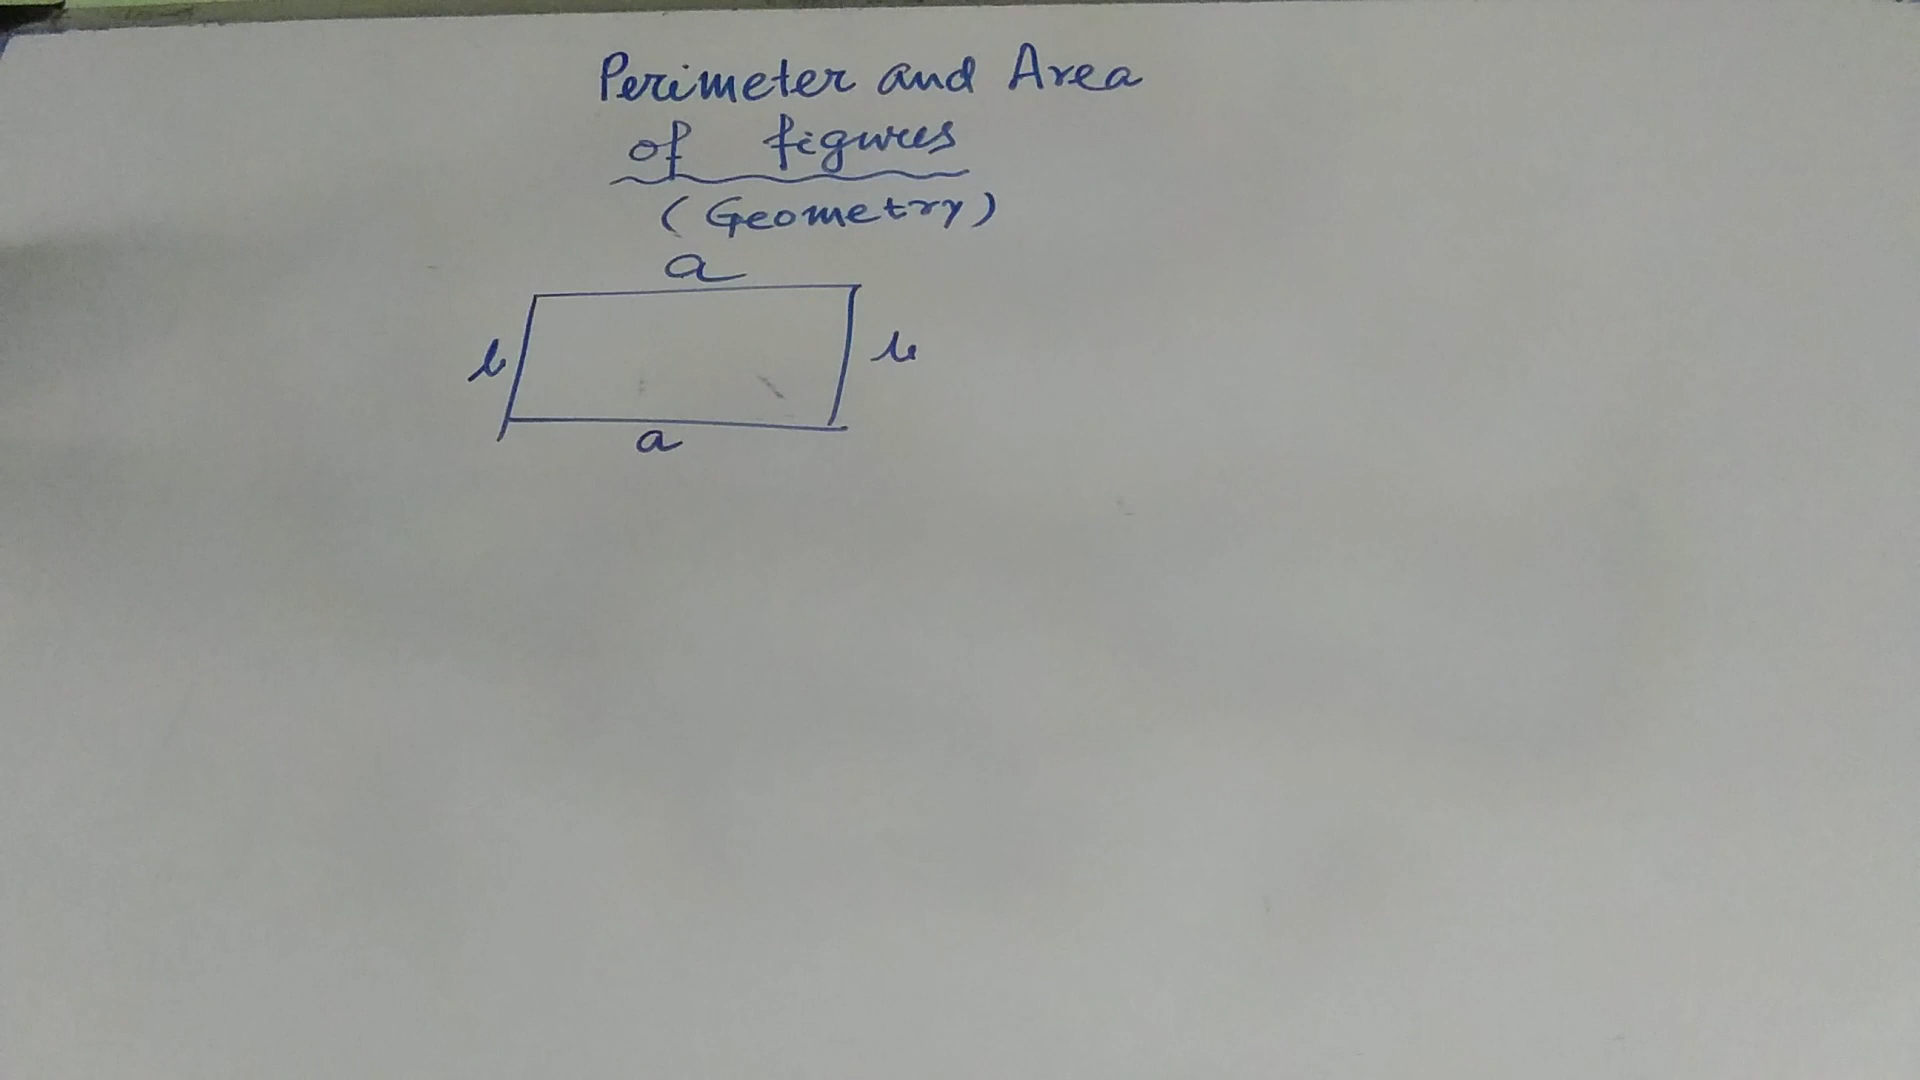 Perimeter and Area
of figures
(Geometry)
a
b b
a